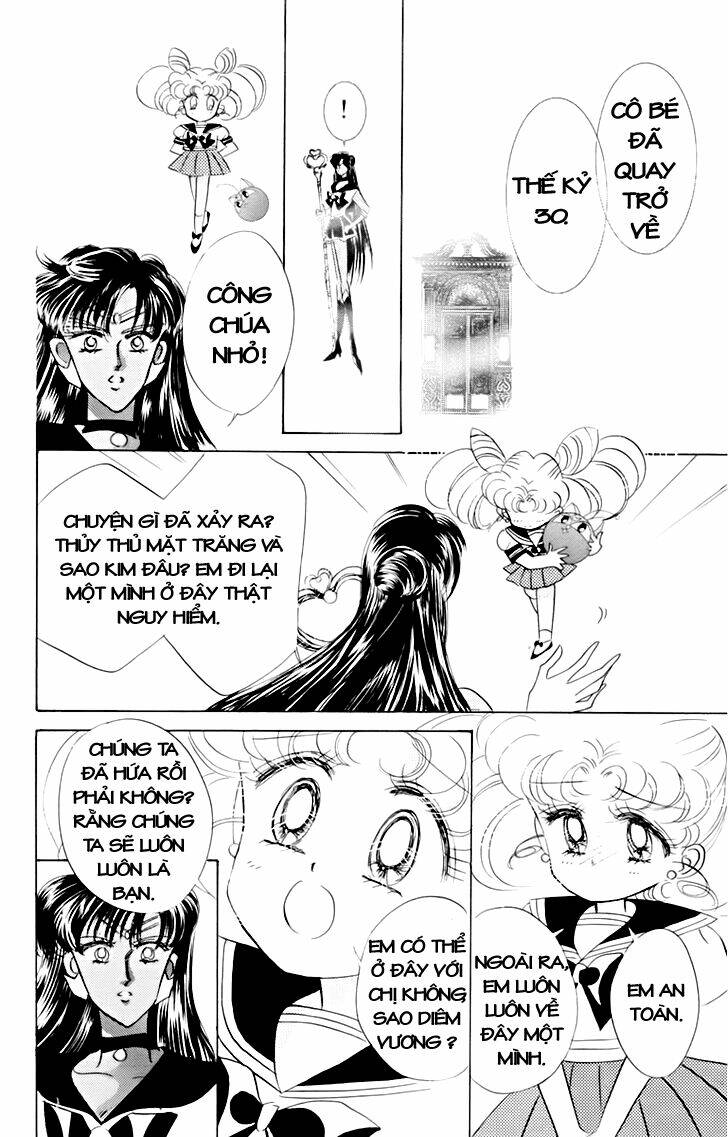 CÔ BÉ
ĐÃ
QUAY
TRỞ
VỀ
THẾ KỶ
30.
!
CÔNG
CHÚA
NHỎ!
CHUYỆN GÌ ĐÃ XẢY RA?
THỦY THỦ MẶT TRĂNG VÀ
SAO KIM ĐÂU? EM ĐI LẠI
MỘT MÌNH Ở ĐÂY THẬT
NGUY HIỂM.
EM AN
TOÀN.
NGOÀI RA,
EM LUÔN
LUÔN VỀ
ĐÂY MỘT
MÌNH.
EM CÓ THỂ
Ở ĐÂY VỚI
CHỊ KHÔNG,
SAO DIÊM
VƯƠNG ?
CHÚNG TA
ĐÃ HỨA RỒI
PHẢI KHÔNG?
RẰNG CHÚNG
TA SẼ LUÔN
LUÔN LÀ
BẠN.